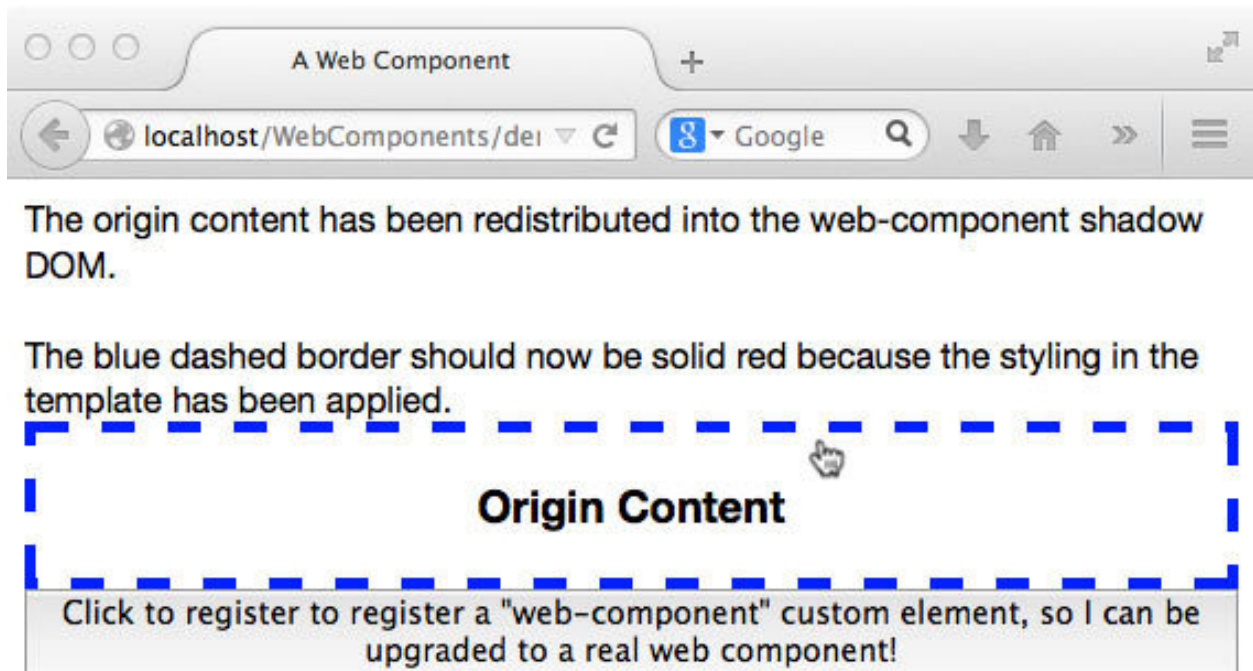 A Web Component
localhost/WebComponents/der
8 Google
The origin content has been redistributed into the web-component shadow
DOM.
The blue dashed border should now be solid red because the styling in the
template has been applied.
Origin Content
Click to register to register a "web-component" custom element, so I can be
upgraded to a real web component!